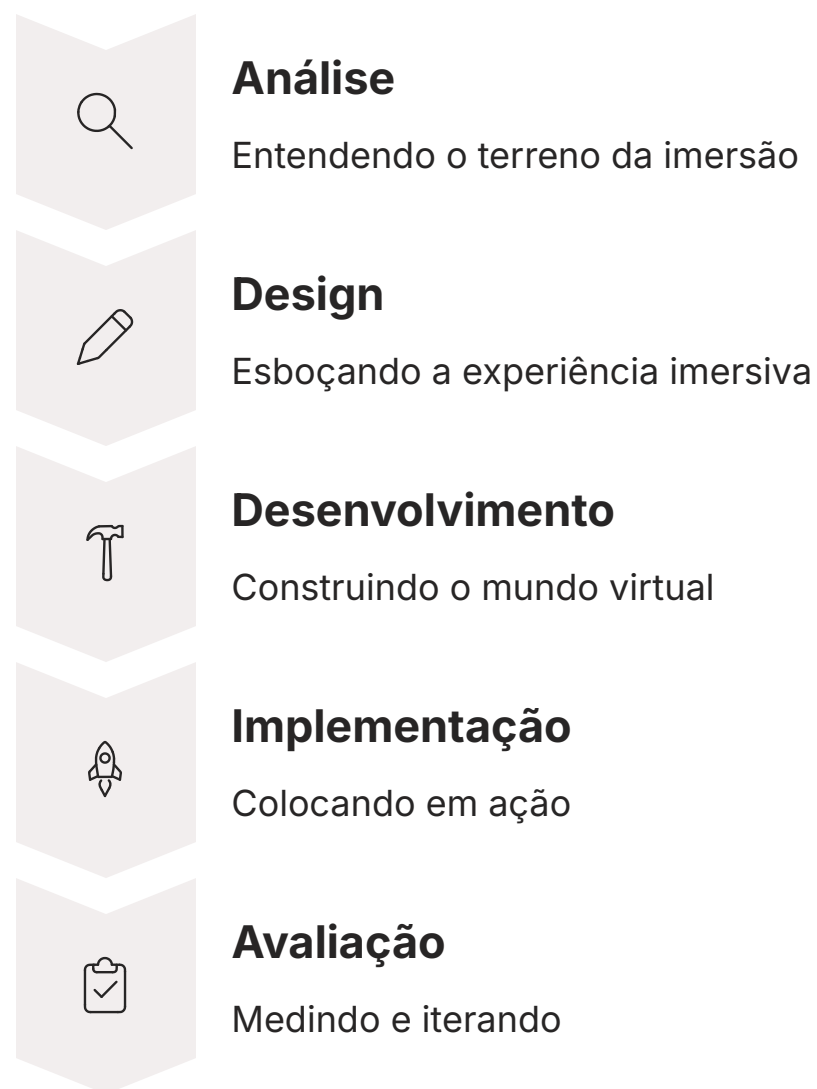 Análise
Entendendo o terreno da imersão
Design
Esboçando a experiência imersiva
Desenvolvimento
Construindo o mundo virtual
Implementação
Colocando em ação
Avaliação
Medindo e iterando